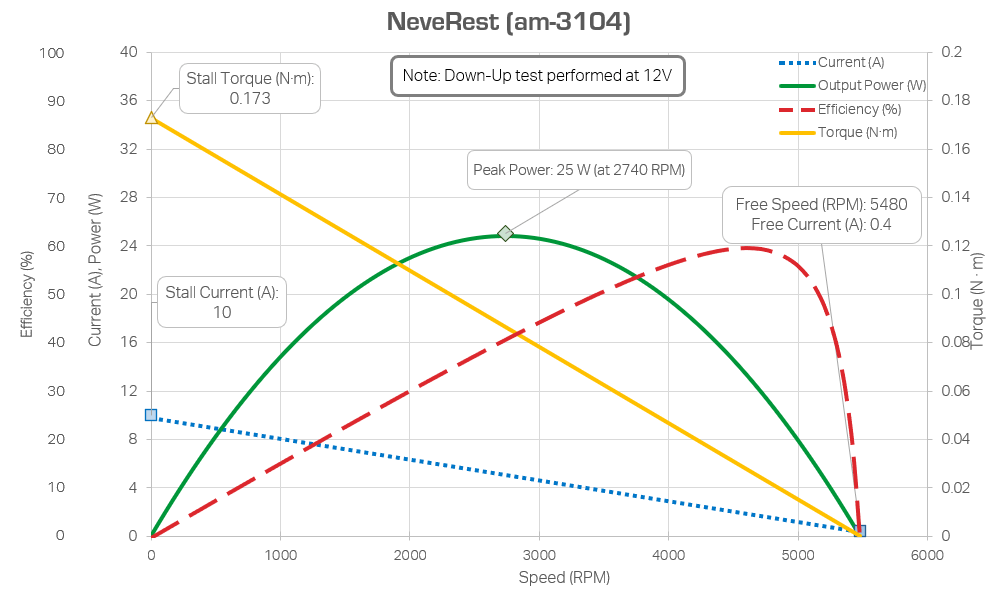 NeveRest (am-3104)
Note: Down-Up test performed at 12V
Current (A)
Output Power (W)
Efficiency (%)
Torque (N·m)
Stall Torque (N·m):
0.173
Peak Power: 25 W (at 2740 RPM)
Free Speed (RPM): 5480
Free Current (A): 0.4
Stall Current (A):
10
Efficiency (%)
100
90
80
70
60
50
40
30
20
10
0
Current (A), Power (W)
40
36
32
28
24
20
16
12
8
4
0
0.2
0.18
0.16
0.14
0.12
0.1
0.08
0.06
0.04
0.02
0
Torque (N · m)
0 1000 2000 3000 4000 5000 6000
Speed (RPM)